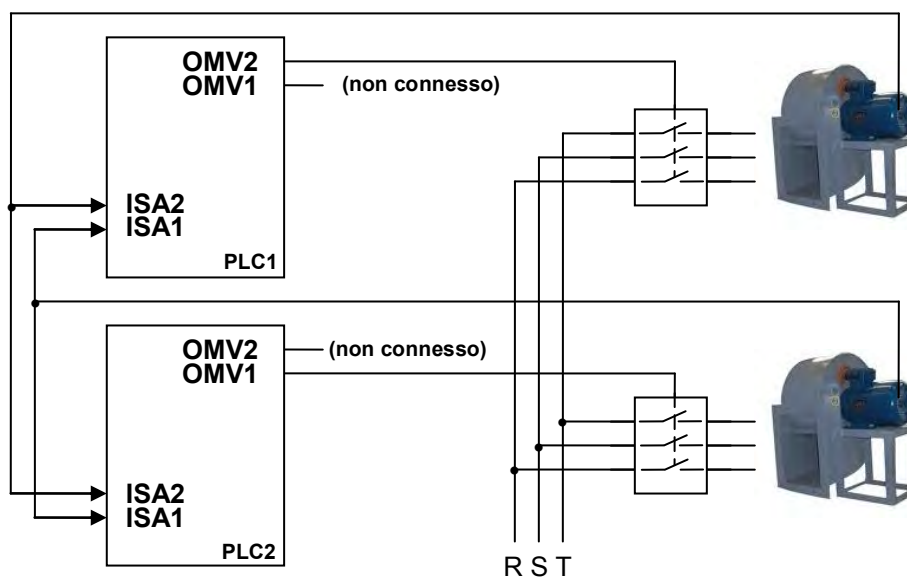 OMV2
OMV1 (non connesso)
ISA2
ISA1
PLC1
OMV2 (non connesso)
OMV1
ISA2
ISA1
PLC2
R S T